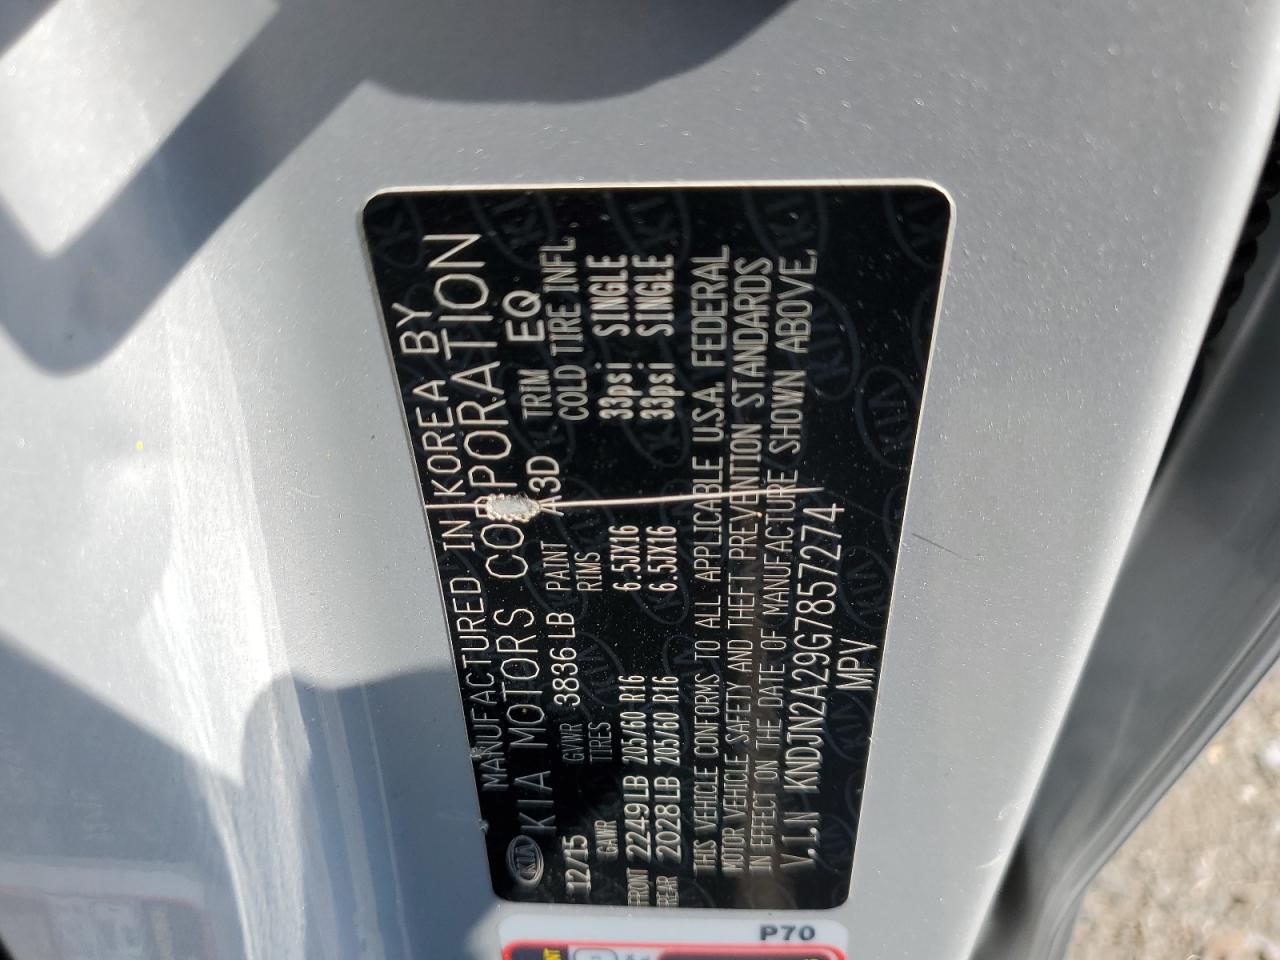 MANUFACTURED IN KOREA BY
KIA KIA MOTORS CORPORATION
12/15 GVWR 3836 LB PAINT A3D TRIM EQ
GAWR TIRES RIMS COLD TIRE INFL.
FRONT 2249LB 205/60 R16 6.5JX16 33psi SINGLE
REAR 2028LB 205/60 R16 6.5JX16 33psi SINGLE
THIS VEHICLE CONFORMS TO ALL APPLICABLE U.S.A. FEDERAL
MOTOR VEHICLE SAFETY AND THEFT PREVENTION STANDARDS
IN EFFECT ON THE DATE OF MANUFACTURE SHOWN ABOVE.
V.I.N KNDJN2A29G7857274
MPV
P70